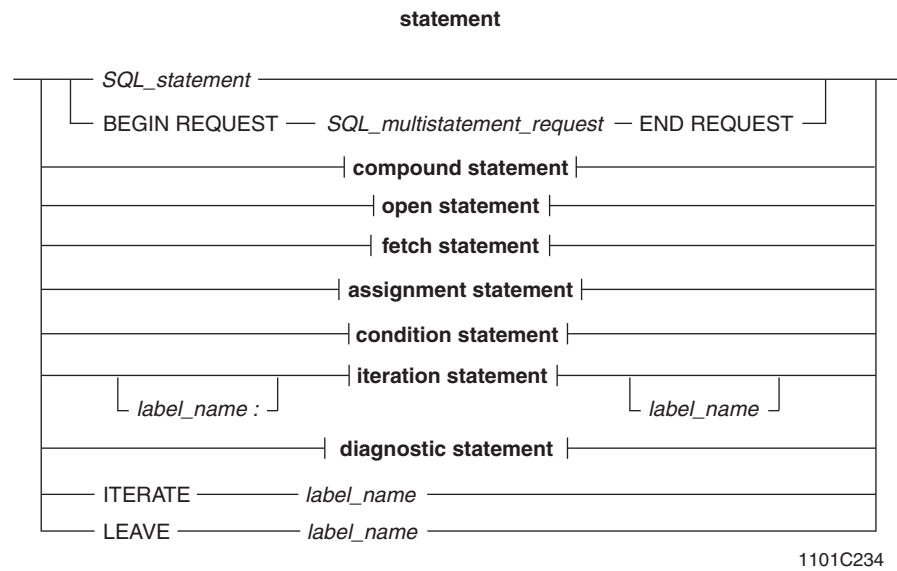 statement
SQL_statement
BEGIN REQUEST SQL_multistatement_request END REQUEST
compound statement
open statement
fetch statement
assignment statement
condition statement
iteration statement
label_name : label_name
diagnostic statement
ITERATE label_name
LEAVE label_name
1101C234